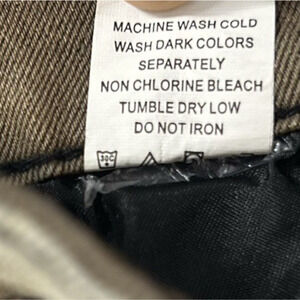 MACHINE WASH COLD
WASH DARK COLORS
SEPARATELY
NON CHLORINE BLEACH
TUMBLE DRY LOW
DO NOT IRON
30C